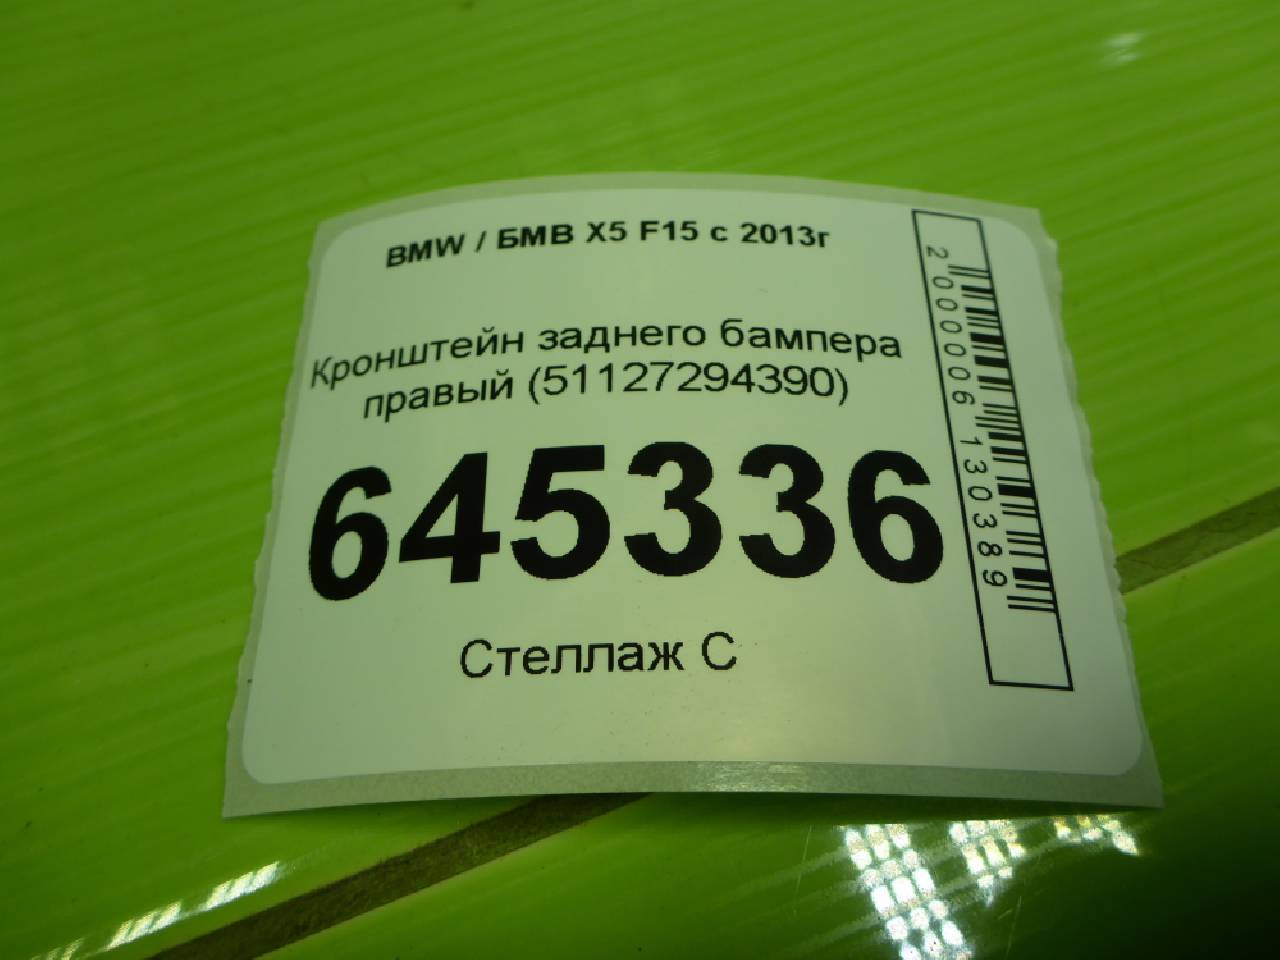 BMW / БМВ X5 F15 с 2013г
Кронштейн заднего бампера
правый (51127294390)
645336
Стеллаж С
2000006130389